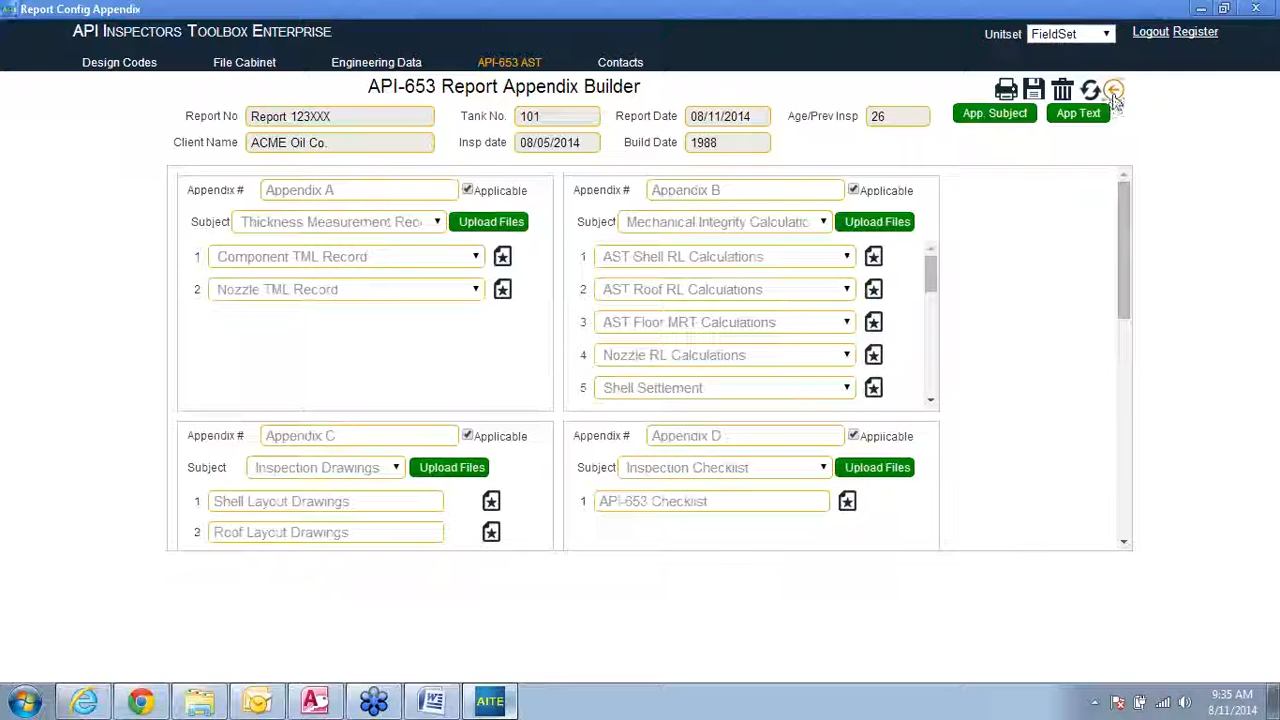 Report Config Appendix
API INSPECTORS TOOLBOX ENTERPRISE
Unitset FieldSet Logout Register
Design Codes File Cabinet Engineering Data API-653 AST Contacts
API-653 Report Appendix Builder
App. Subject App Text
Report No Report 123XXX Tank No. 101 Report Date 08/11/2014 Age/Prev Insp 26
Client Name ACME Oil Co. Insp date 08/05/2014 Build Date 1988
Appendix # Appendix A Applicable
Subject Thickness Measurement Rec Upload Files
1 Component TML Record
2 Nozzle TML Record
Appendix # Appendix B Applicable
Subject Mechanical Integrity Calculatic Upload Files
1 AST Shell RL Calculations
2 AST Roof RL Calculations
3 AST Floor MRT Calculations
4 Nozzle RL Calculations
5 Shell Settlement
Appendix # Appendix C Applicable
Subject Inspection Drawings Upload Files
1 Shell Layout Drawings
2 Roof Layout Drawings
Appendix # Appendix D Applicable
Subject Inspection Checklist Upload Files
1 API-653 Checklist
AITE
9:35 AM
8/11/2014